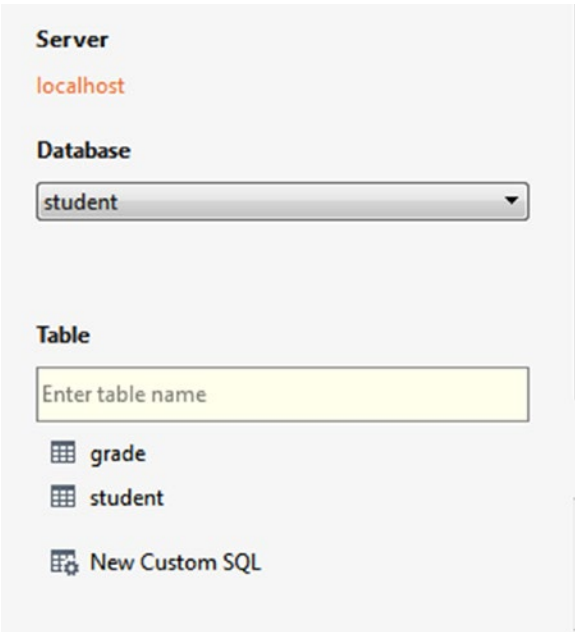 Server
localhost
Database
student
Table
Enter table name
grade
student
New Custom SQL